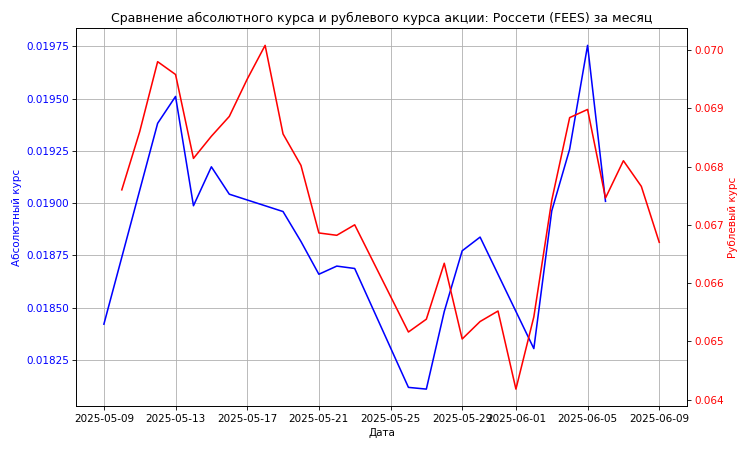 Сравнение абсолютного курса и рублевого курса акции: Россети (FEES) за месяц
0.01975
0.01950
0.01925
0.01900
0.01875
0.01850
0.01825
Абсолютный курс
0.070
0.069
0.068
0.067
0.066
0.065
0.064
Рублевый курс
2025-05-09 2025-05-13 2025-05-17 2025-05-21 2025-05-25 2025-05-29 2025-06-01 2025-06-05 2025-06-09
Дата